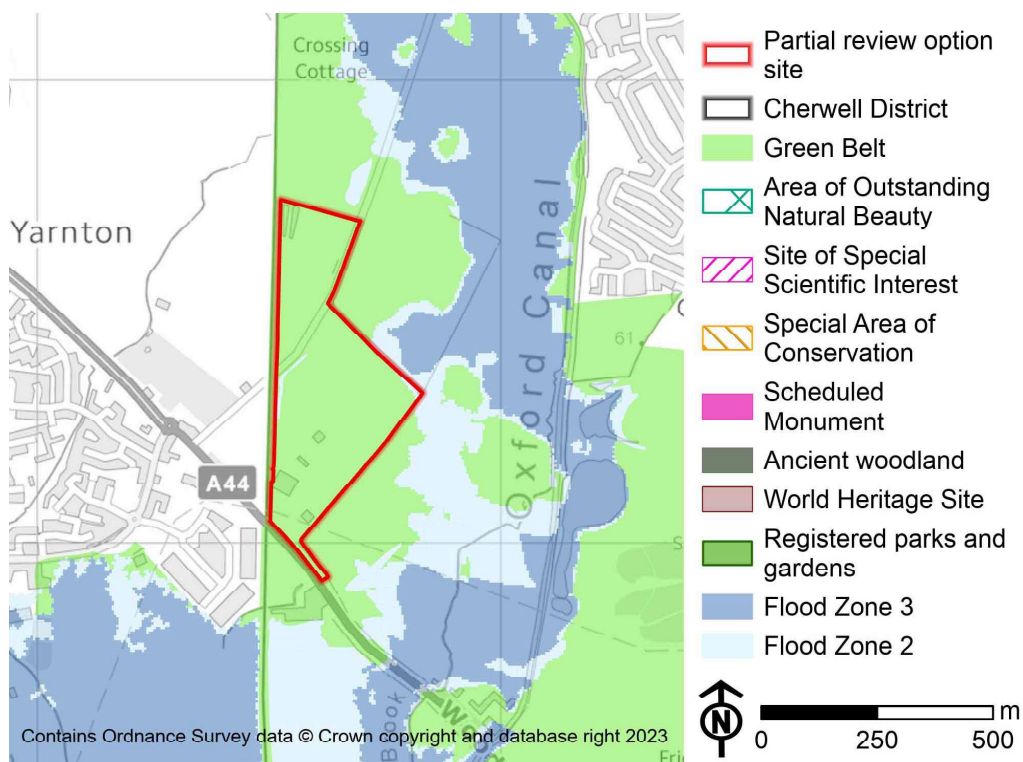 Crossing
Cottage
Yarnton
Oxford Canal
61
A44
Brook
Contains Ordnance Survey data © Crown copyright and database right 2023
Partial review option
site
Cherwell District
Green Belt
Area of Outstanding
Natural Beauty
Site of Special
Scientific Interest
Special Area of
Conservation
Scheduled
Monument
Ancient woodland
World Heritage Site
Registered parks and
gardens
Flood Zone 3
Flood Zone 2
N
m
0 250 500